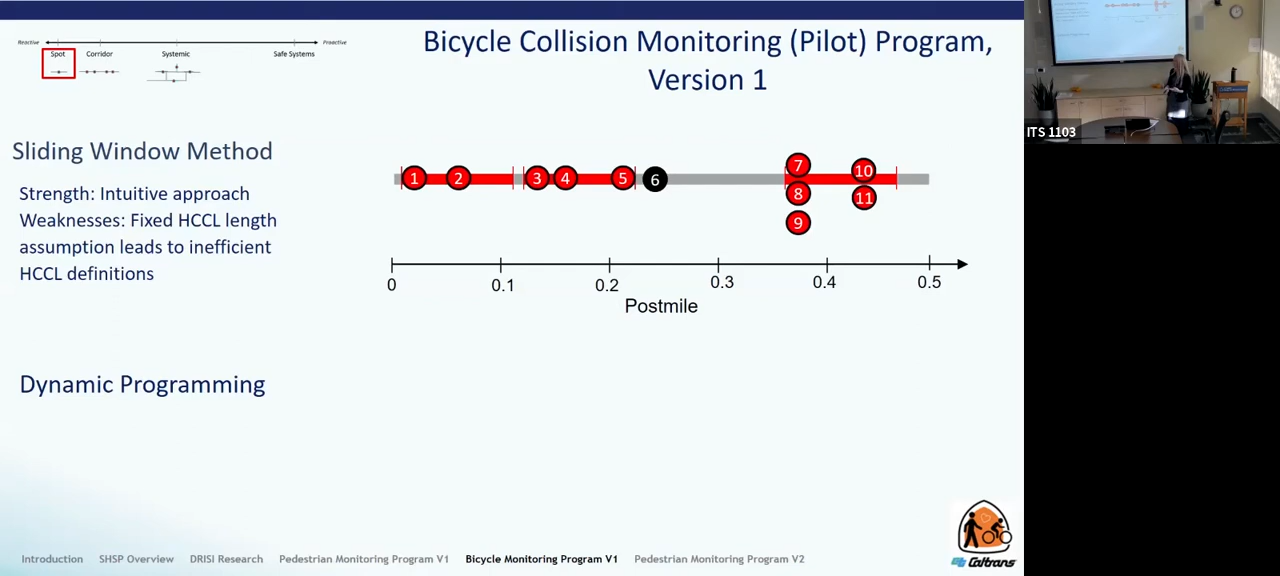 Reactive
Proactive
Spot
Corridor
Systemic
Safe Systems
Bicycle Collision Monitoring (Pilot) Program,
Version 1
Sliding Window Method
Strength: Intuitive approach
Weaknesses: Fixed HCCL length
assumption leads to inefficient
HCCL definitions
1
2
3
4
5
6
7
8
9
10
11
0
0.1
0.2
0.3
0.4
0.5
Postmile
Dynamic Programming
Caltrans
Introduction
SHSP Overview
DRISI Research
Pedestrian Monitoring Program V1
Bicycle Monitoring Program V1
Pedestrian Monitoring Program V2
ITS 1103